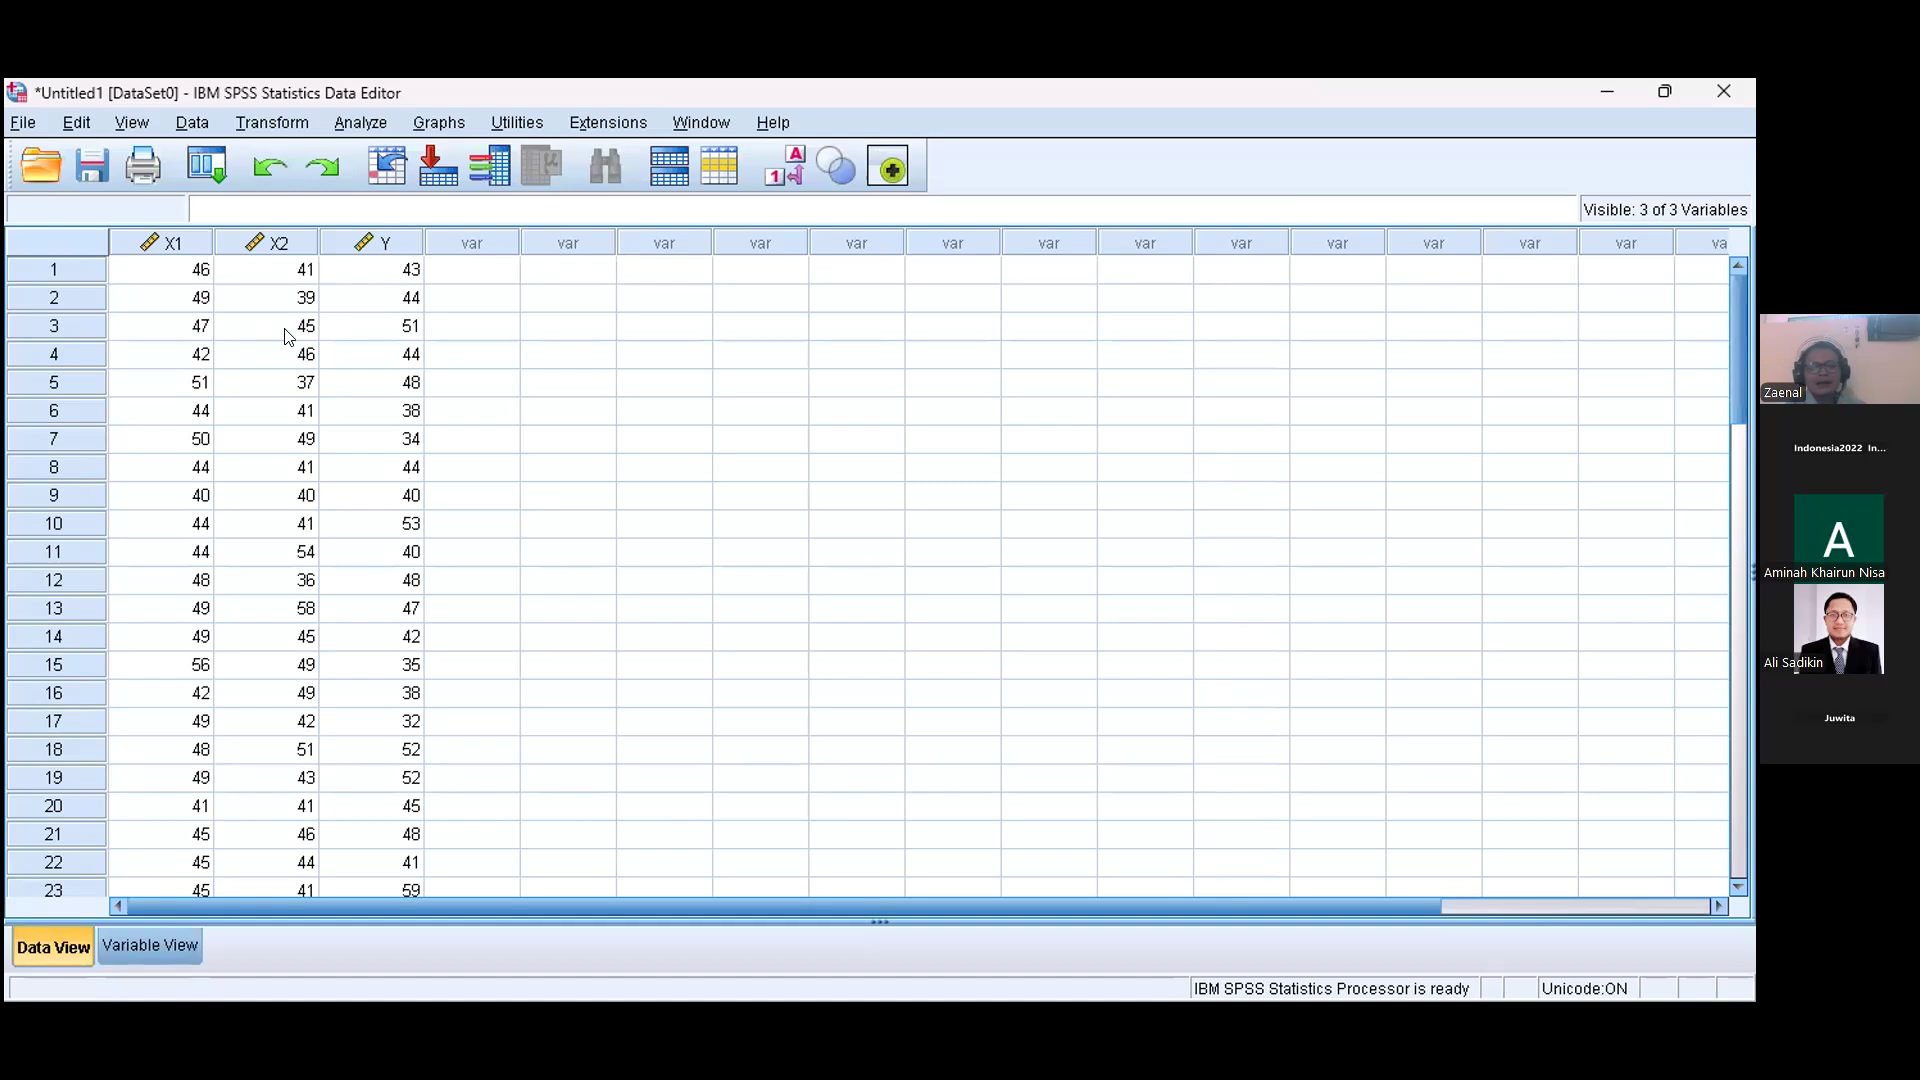 *Untitled1 [DataSet0] - IBM SPSS Statistics Data Editor
File Edit View Data Transform Analyze Graphs Utilities Extensions Window Help
Visible: 3 of 3 Variables
X1 X2 Y var var var var var var var var var var var var var va
1 46 41 43
2 49 39 44
3 47 45 51
4 42 46 44
5 51 37 48
6 44 41 38
7 50 49 34
8 44 41 44
9 40 40 40
10 44 41 53
11 44 54 40
12 48 36 48
13 49 58 47
14 49 45 42
15 56 49 35
16 42 49 38
17 49 42 32
18 48 51 52
19 49 43 52
20 41 41 45
21 45 46 48
22 45 44 41
23 45 41 59
Data View Variable View
IBM SPSS Statistics Processor is ready Unicode:ON
Zaenal
Indonesia2022 In...
A
Aminah Khairun Nisa
Ali Sadikin
Juwita